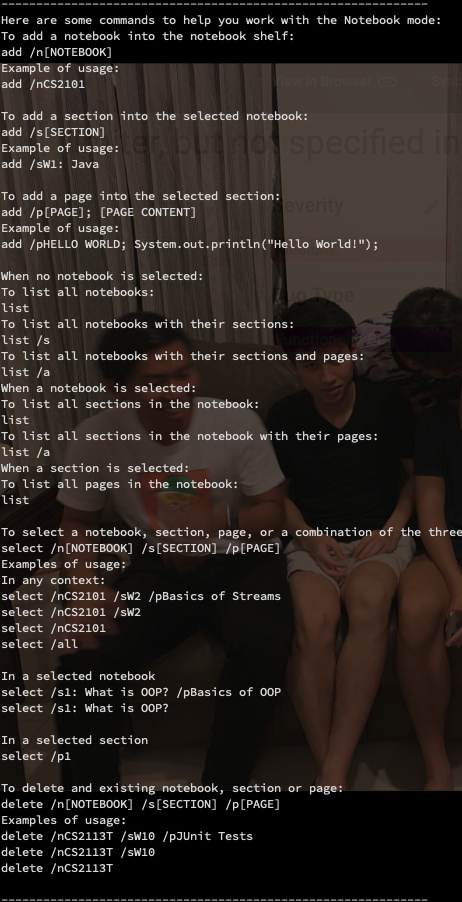 ------------------------------------------------------------
Here are some commands to help you work with the Notebook mode:
To add a notebook into the notebook shelf:
add /n[NOTEBOOK]
Example of usage:
add /nCS2101
View in Browser
To add a section into the selected notebook:
add /s[SECTION]
ter, but not specified in
Example of usage:
add /sW1: Java
To add a page into the selected section:
everity
add /p[PAGE]; [PAGE CONTENT]
Example of usage:
add /pHELLO WORLD; System.out.println("Hello World!");
When no notebook is selected:
To list all notebooks:
Type
list
To list all notebooks with their sections:
list /s
To list all notebooks with their sections and pages:
list /a
When a notebook is selected:
To list all sections in the notebook:
list
To list all sections in the notebook with their pages:
list /a
When a section is selected:
To list all pages in the notebook:
list
To select a notebook, section, page, or a combination of the three
select /n[NOTEBOOK] /s[SECTION] /p[PAGE]
Examples of usage:
In any context:
select /nCS2101 /sW2 /pBasics of Streams
select /nCS2101 /sW2
select /nCS2101
select /all
In a selected notebook
select /s1: What is OOP? /pBasics of OOP
select /s1: What is OOP?
In a selected section
select /p1
To delete and existing notebook, section or page:
delete /n[NOTEBOOK] /s[SECTION] /p[PAGE]
Examples of usage:
delete /nCS2113T /sW10 /pJUnit Tests
delete /nCS2113T /sW10
delete /nCS2113T
------------------------------------------------------------